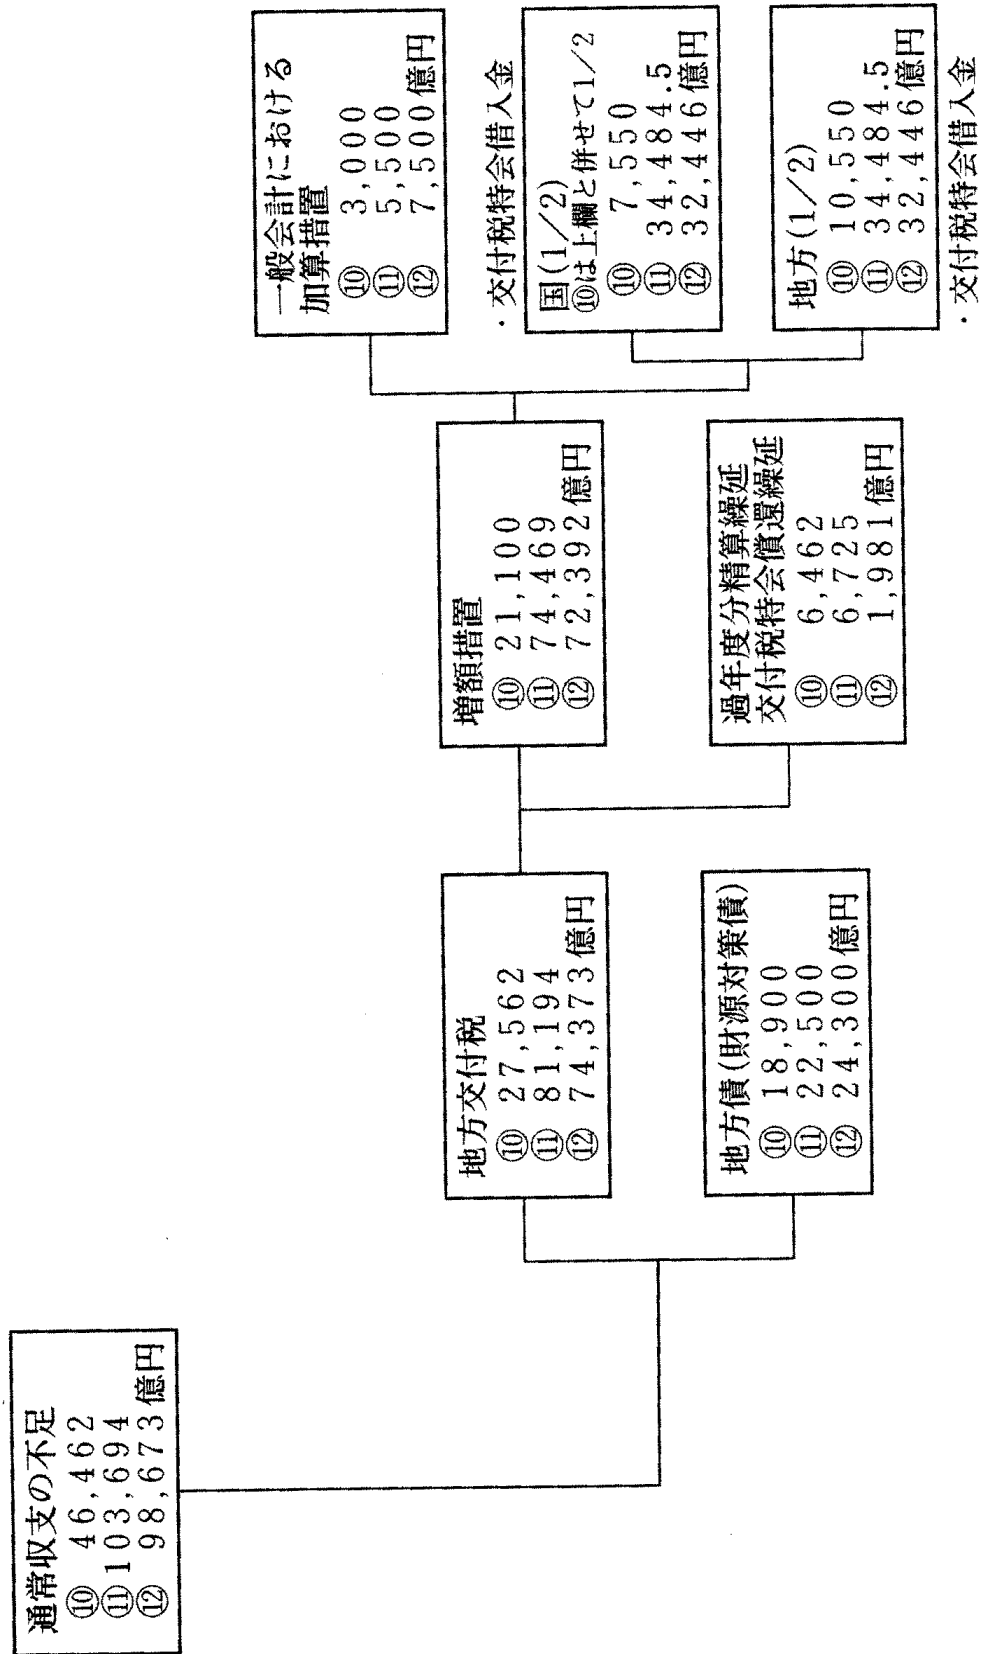 通常収支の不足
⑩ 46,462
⑪ 103,694
⑫ 98,673億円
地方交付税
⑩ 27,562
⑪ 81,194
⑫ 74,373億円
地方債(財源対策債)
⑩ 18,900
⑪ 22,500
⑫ 24,300億円
増額措置
⑩ 21,100
⑪ 74,469
⑫ 72,392億円
過年度分精算繰延
交付税特会償還繰延
⑩ 6,462
⑪ 6,725
⑫ 1,981億円
一般会計における
加算措置
⑩ 3,000
⑪ 5,500
⑫ 7,500億円
・交付税特会借入金
国(1/2)
⑩は上欄と併せて1/2
⑩ 7,550
⑪ 34,484.5
⑫ 32,446億円
地方(1/2)
⑩ 10,550
⑪ 34,484.5
⑫ 32,446億円
・交付税特会借入金